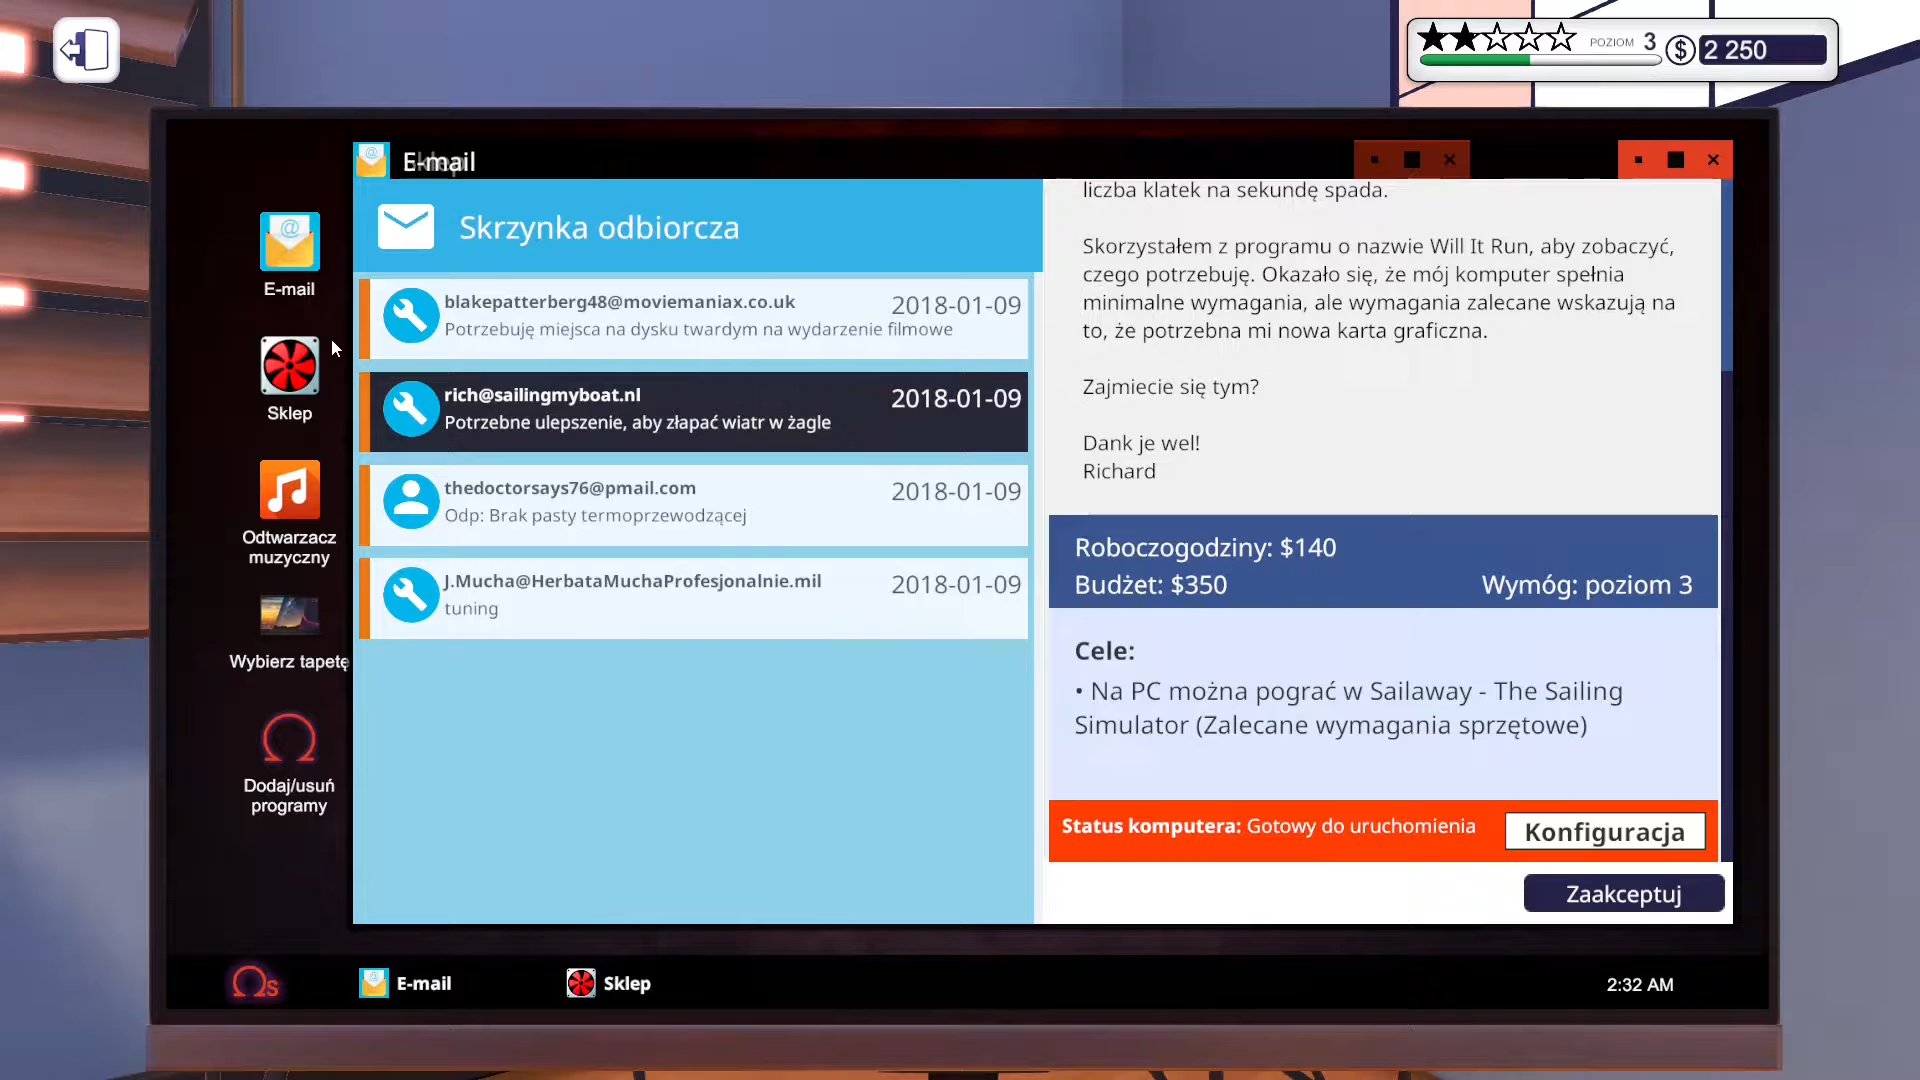 POZIOM 3
$ 2 250
E-mail
E-mail
Sklep
Odtwarzacz
muzyczny
Wybierz tapetę
Dodaj/usuń
programy
Skrzynka odbiorcza
blakepatterberg48@moviemaniax.co.uk 2018-01-09
Potrzebuję miejsca na dysku twardym na wydarzenie filmowe
rich@sailingmyboat.nl 2018-01-09
Potrzebne ulepszenie, aby złapać wiatr w żagle
thedoctorsays76@pmail.com 2018-01-09
Odp: Brak pasty termoprzewodzącej
J.Mucha@HerbataMuchaProfesjonalnie.mil 2018-01-09
tuning
liczba klatek na sekundę spada.
Skorzystałem z programu o nazwie Will It Run, aby zobaczyć,
czego potrzebuję. Okazało się, że mój komputer spełnia
minimalne wymagania, ale wymagania zalecane wskazują na
to, że potrzebna mi nowa karta graficzna.
Zajmiecie się tym?
Dank je wel!
Richard
Roboczogodziny: $140
Budżet: $350 Wymóg: poziom 3
Cele:
• Na PC można pograć w Sailaway - The Sailing
Simulator (Zalecane wymagania sprzętowe)
Status komputera: Gotowy do uruchomienia Konfiguracja
Zaakceptuj
Ωs E-mail Sklep 2:32 AM